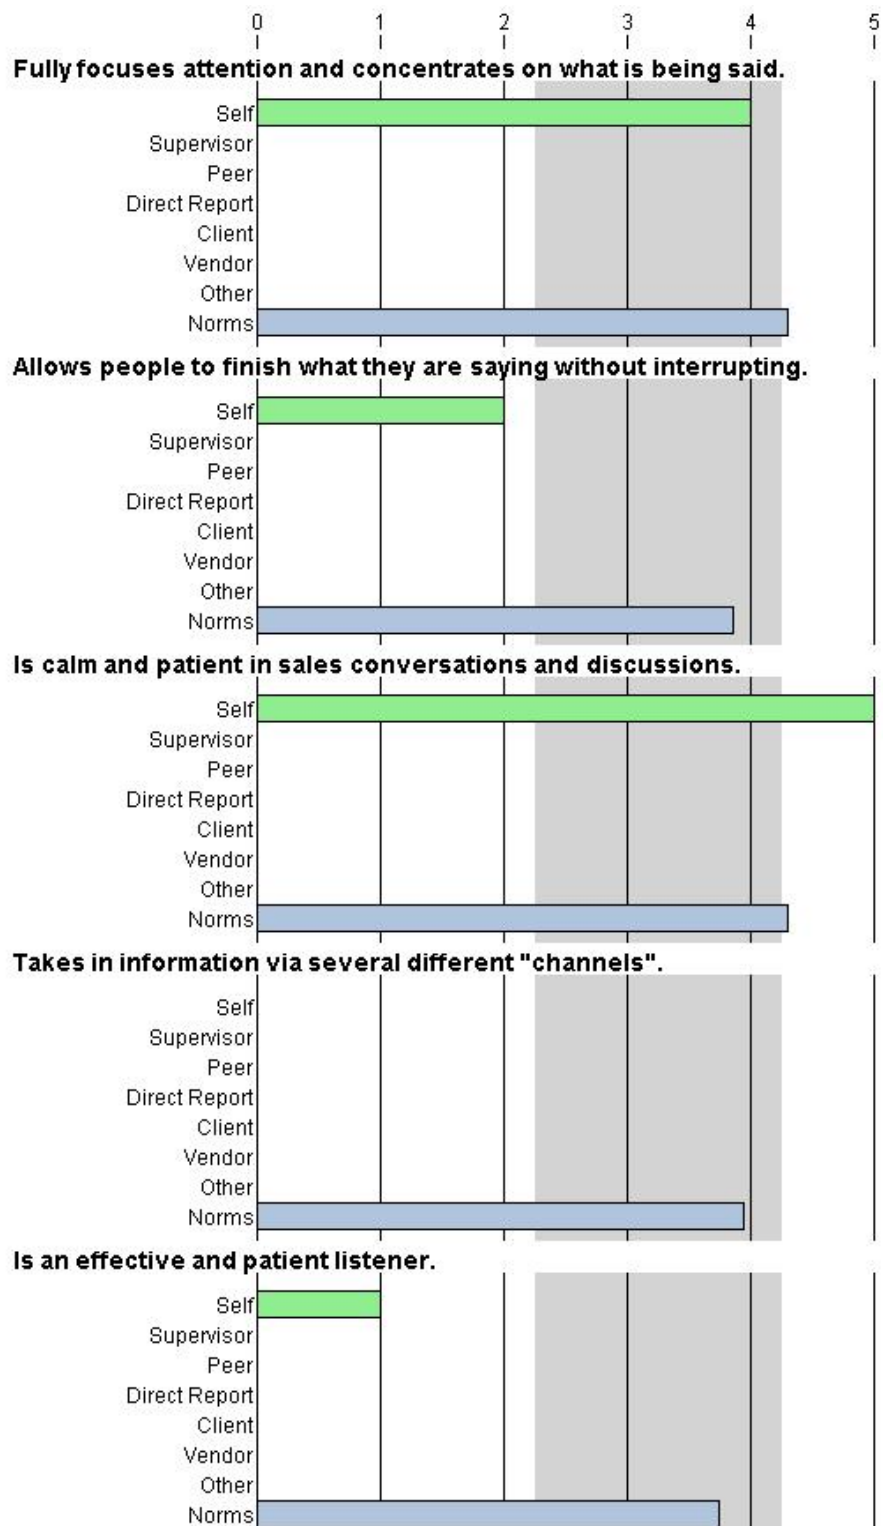 0 1 2 3 4 5
Fully focuses attention and concentrates on what is being said.
Self
Supervisor
Peer
Direct Report
Client
Vendor
Other
Norms
Allows people to finish what they are saying without interrupting.
Self
Supervisor
Peer
Direct Report
Client
Vendor
Other
Norms
Is calm and patient in sales conversations and discussions.
Self
Supervisor
Peer
Direct Report
Client
Vendor
Other
Norms
Takes in information via several different "channels".
Self
Supervisor
Peer
Direct Report
Client
Vendor
Other
Norms
Is an effective and patient listener.
Self
Supervisor
Peer
Direct Report
Client
Vendor
Other
Norms